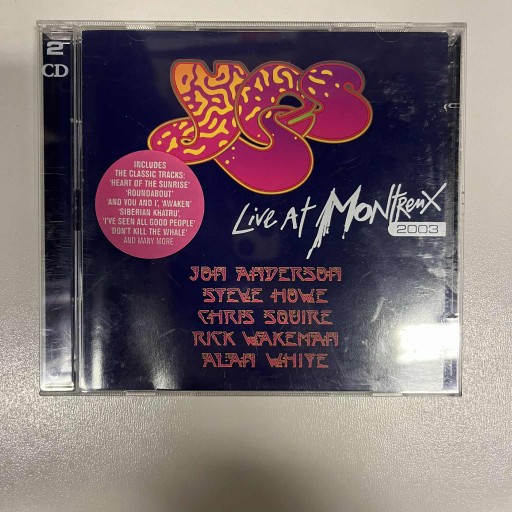 2
CD
YES
INCLUDES
THE CLASSIC TRACKS:
'HEART OF THE SUNRISE'
'ROUNDABOUT'
'AND YOU AND I', 'AWAKEN'
'SIBERIAN KHATRU',
'I'VE SEEN ALL GOOD PEOPLE'
'DON'T KILL THE WHALE'
AND MANY MORE
Live At Montreux
2003
JON ANDERSON
STEVE HOWE
CHRIS SQUIRE
RICK WAKEMAN
ALAN WHITE